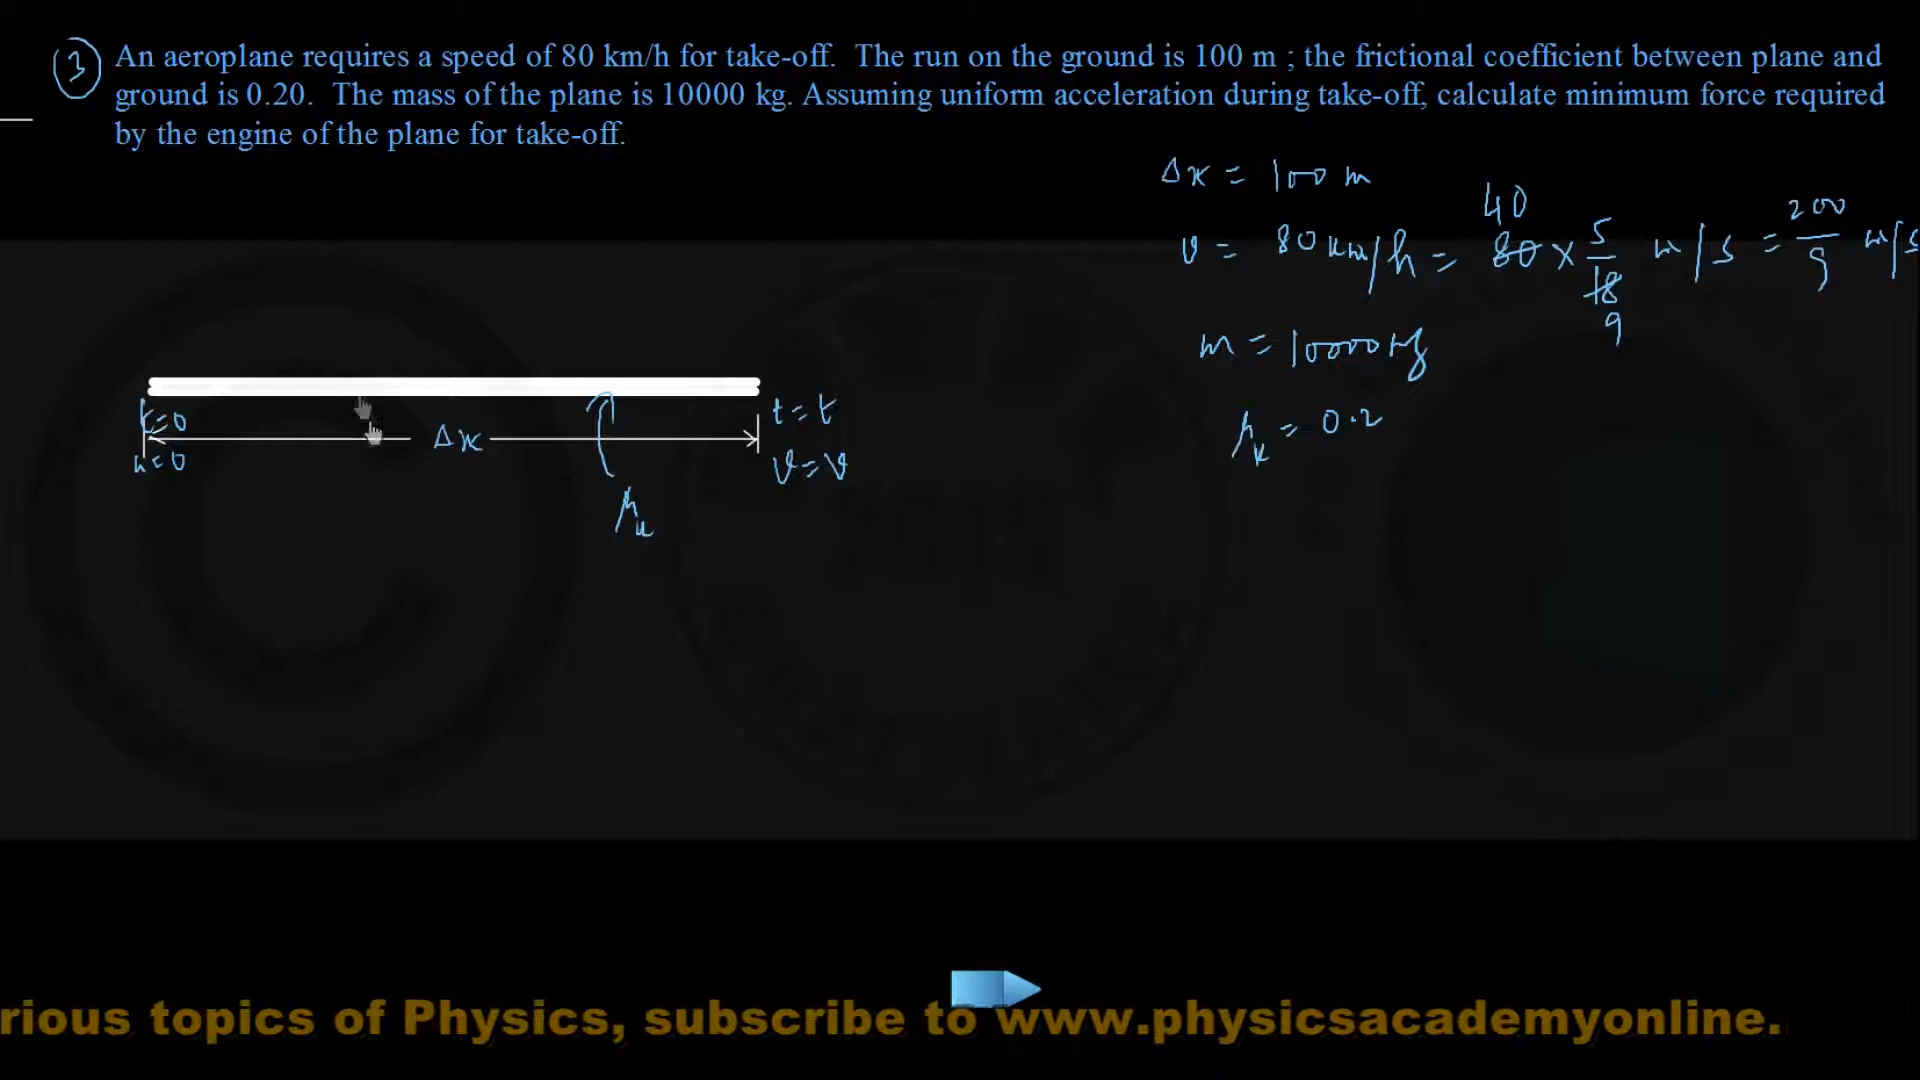 ③ An aeroplane requires a speed of 80 km/h for take-off. The run on the ground is 100 m ; the frictional coefficient between plane and
ground is 0.20. The mass of the plane is 10000 kg. Assuming uniform acceleration during take-off, calculate minimum force required
by the engine of the plane for take-off.
Δx = 100 m
v = 80 km/h = 80 40 × 5/18 9 m/s = 200/9 m/s
m = 10000 kg
μk = 0.2
t=0
u=0
Δx
t=t
v=v
μk
rious topics of Physics, subscribe to www.physicsacademyonline.